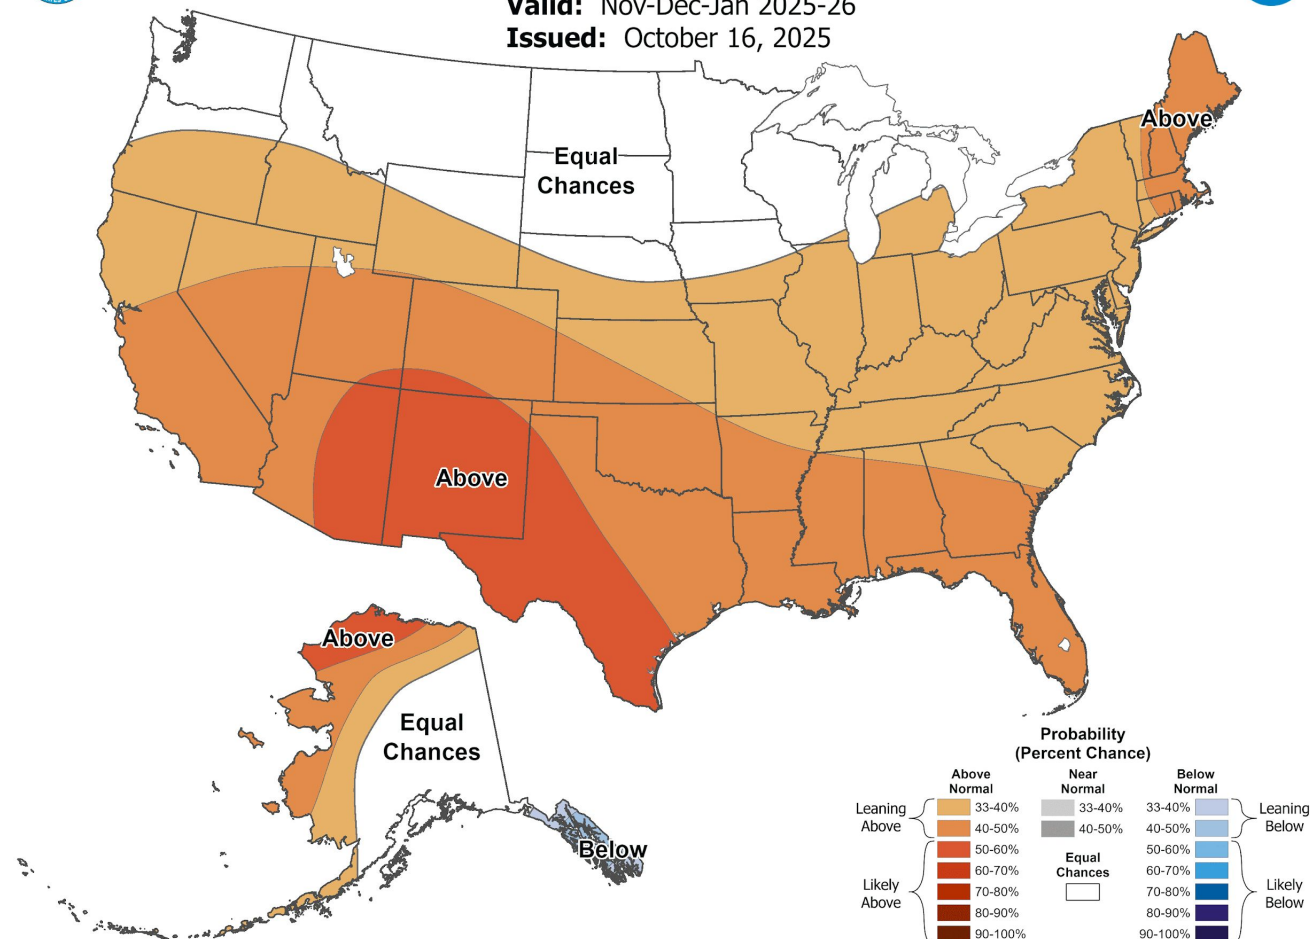 Valid: Nov-Dec-Jan 2025-26
Issued: October 16, 2025
Above
Equal
Chances
Above
Above
Equal
Chances
Below
Probability
(Percent Chance)
Above
Normal
Near
Normal
Below
Normal
Leaning
Above
33-40%
40-50%
33-40%
40-50%
33-40%
40-50%
Leaning
Below
Equal
Chances
Likely
Above
50-60%
60-70%
70-80%
80-90%
90-100%
50-60%
60-70%
70-80%
80-90%
90-100%
Likely
Below